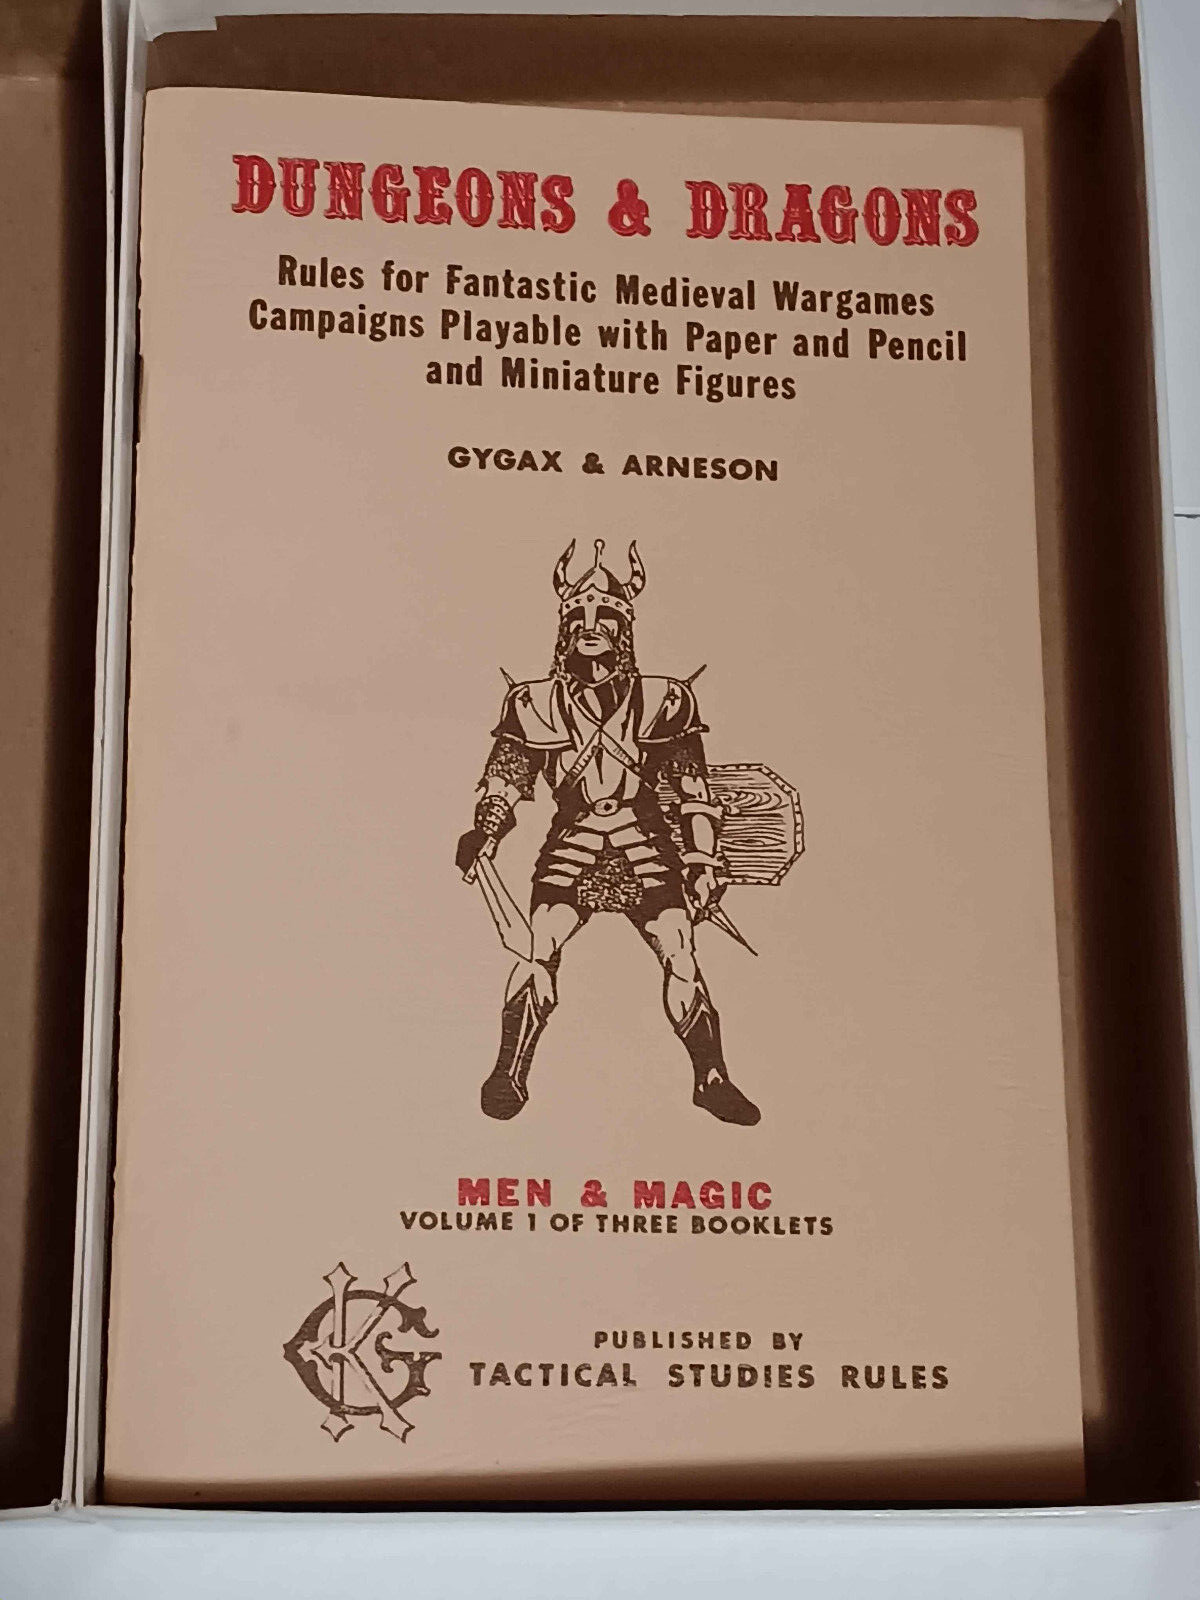 DUNGEONS & DRAGONS
Rules for Fantastic Medieval Wargames
Campaigns Playable with Paper and Pencil
and Miniature Figures
GYGAX & ARNESON
MEN & MAGIC
VOLUME 1 OF THREE BOOKLETS
GK
PUBLISHED BY
TACTICAL STUDIES RULES